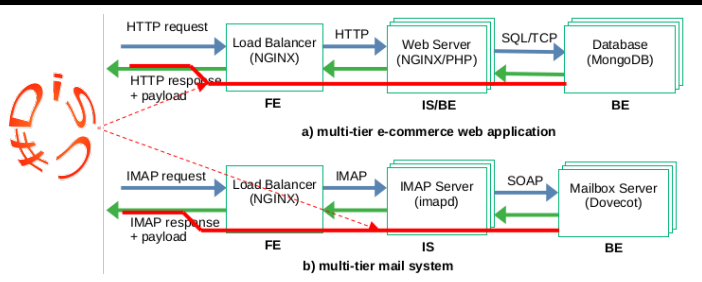 HTTP request
HTTP
SQL/TCP
Load Balancer
(NGINX)
Web Server
(NGINX/PHP)
Database
(MongoDB)
HTTP response
+ payload
FE
IS/BE
BE
a) multi-tier e-commerce web application
IMAP request
IMAP
SOAP
Load Balancer
(NGINX)
IMAP Server
(imapd)
Mailbox Server
(Dovecot)
IMAP response
+ payload
FE
IS
BE
b) multi-tier mail system